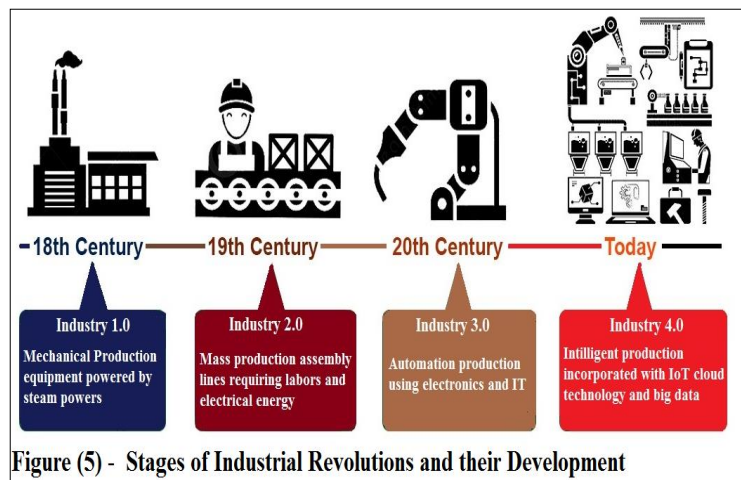 18th Century
19th Century
20th Century
Today
Industry 1.0
Mechanical Production
equipment powered by
steam powers
Industry 2.0
Mass production assembly
lines requiring labors and
electrical energy
Industry 3.0
Automation production
using electronics and IT
Industry 4.0
Intilligent production
incorporated with IoT cloud
technology and big data
Figure (5) - Stages of Industrial Revolutions and their Development